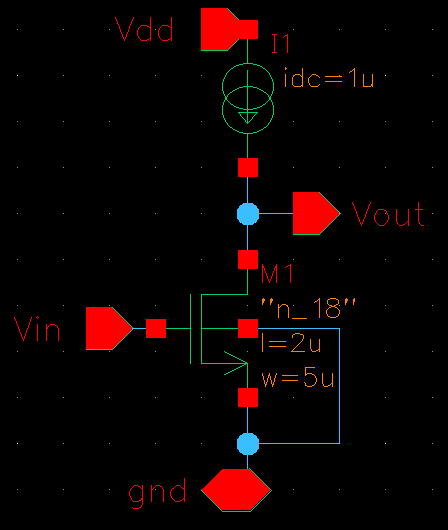 Vdd
I1
idc=1u
Vout
M1
"n_18"
Vin
l=2u
w=5u
gnd